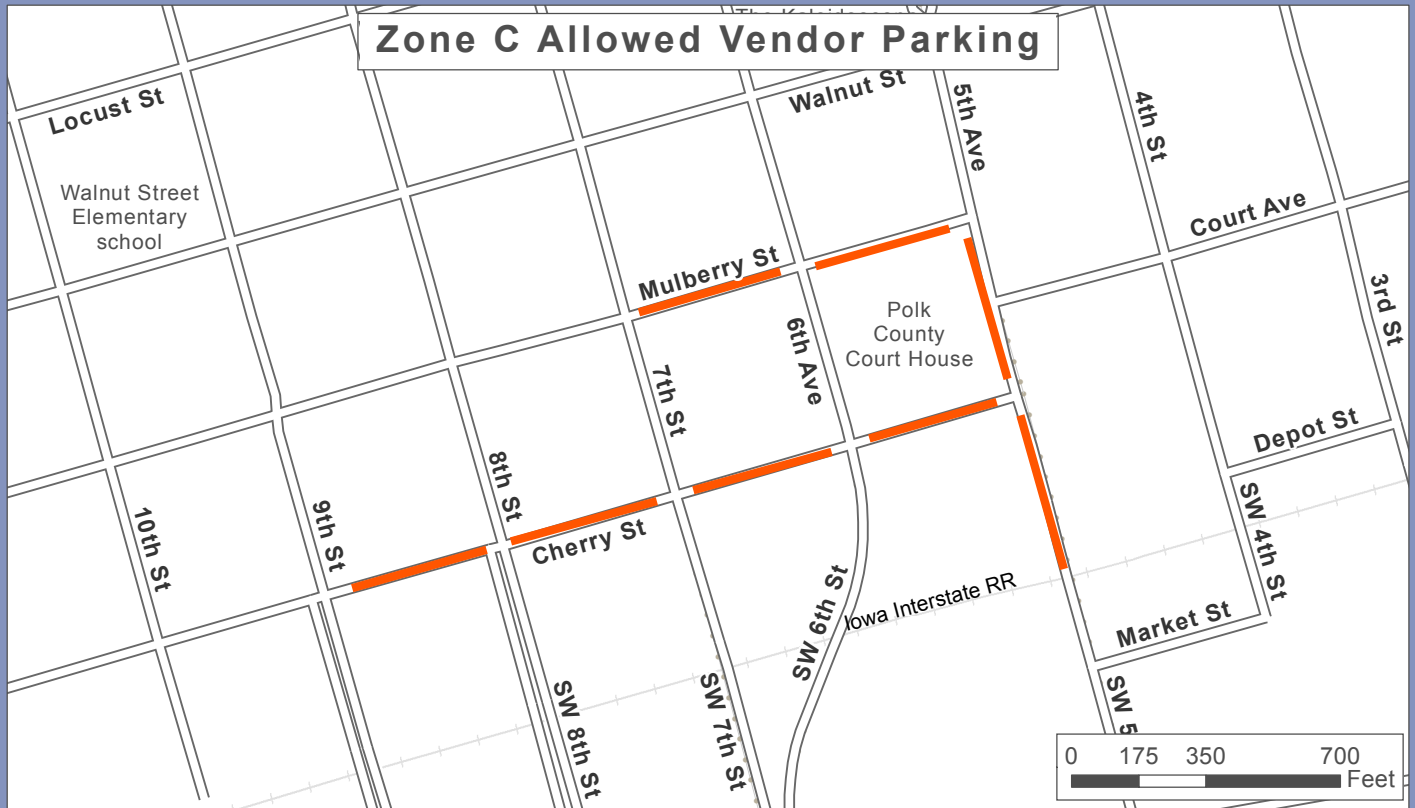 Zone C Allowed Vendor Parking
Locust St
Walnut St
5th Ave
4th St
Walnut Street
Elementary
school
Court Ave
Mulberry St
3rd St
Polk
County
Court House
6th Ave
7th St
8th St
9th St
10th St
Cherry St
Depot St
SW 4th St
Iowa Interstate RR
SW 6th St
Market St
SW 8th St
SW 7th St
SW 5
0 175 350 700
Feet